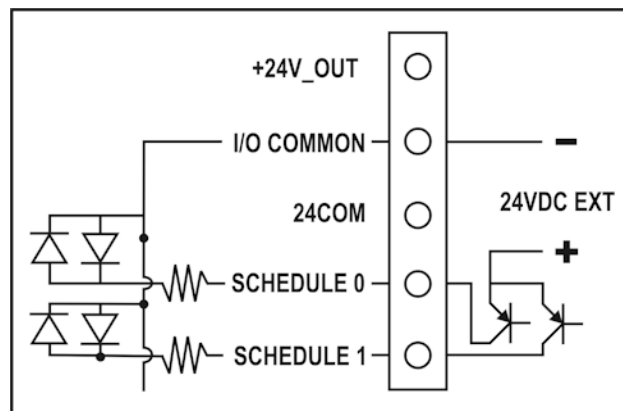 +24V_OUT
I/O COMMON
-
24COM
24VDC EXT
+
SCHEDULE 0
SCHEDULE 1